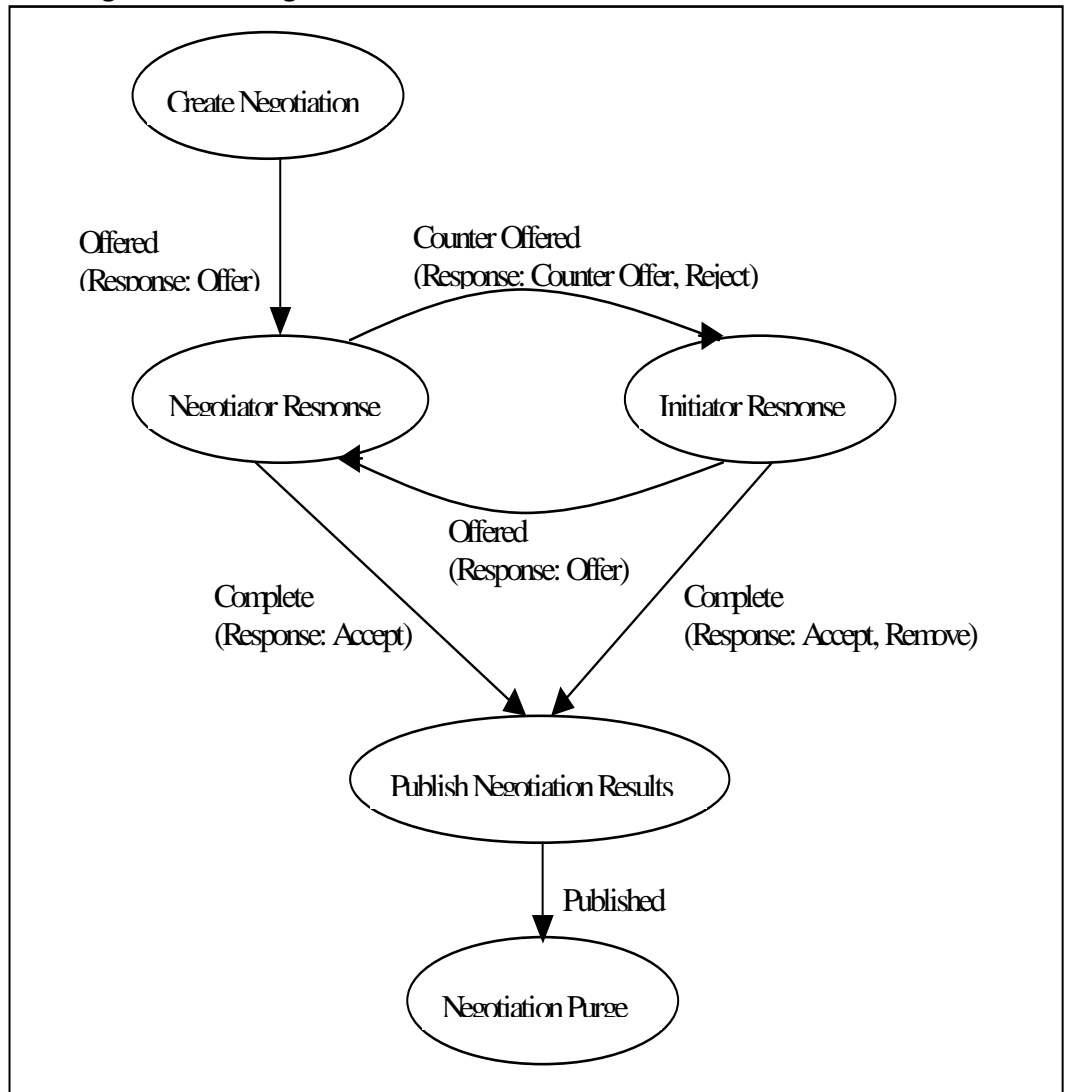 Create Negotiation
Offered
(Response: Offer)
Counter Offered
(Response: Counter Offer, Reject)
Negotiator Response
Initiator Response
Offered
(Response: Offer)
Complete
(Response: Accept)
Complete
(Response: Accept, Remove)
Publish Negotiation Results
Published
Negotiation Purge